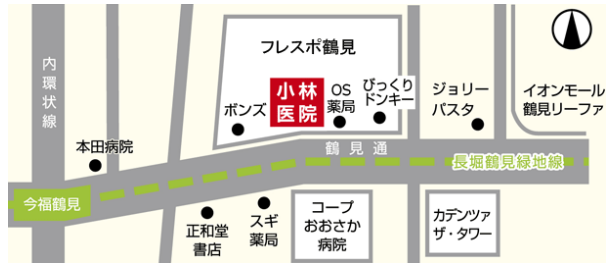 フレスポ鶴見
内環状線
小林
医院
OS
薬局
びっくり
ドンキー
ボンズ
ジョリー
パスタ
イオンモール
鶴見リーファ
本田病院
鶴見通
長堀鶴見緑地線
今福鶴見
正和堂
書店
スギ
薬局
コープ
おおさか
病院
カデンツァ
ザ・タワー